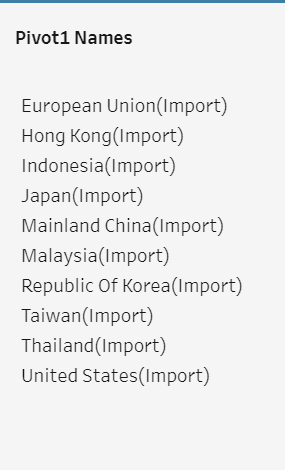 Pivot1 Names
European Union(Import)
Hong Kong(Import)
Indonesia(Import)
Japan(Import)
Mainland China(Import)
Malaysia(Import)
Republic Of Korea(Import)
Taiwan(Import)
Thailand(Import)
United States(Import)